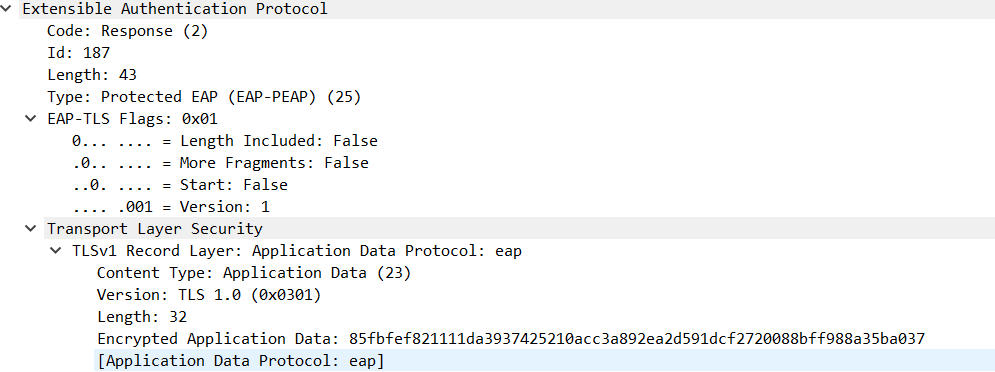 Extensible Authentication Protocol
Code: Response (2)
Id: 187
Length: 43
Type: Protected EAP (EAP-PEAP) (25)
EAP-TLS Flags: 0x01
0... .... = Length Included: False
.0.. .... = More Fragments: False
..0. .... = Start: False
.... .001 = Version: 1
Transport Layer Security
TLSv1 Record Layer: Application Data Protocol: eap
Content Type: Application Data (23)
Version: TLS 1.0 (0x0301)
Length: 32
Encrypted Application Data: 85fbfef821111da3937425210acc3a892ea2d591dcf2720088bff988a35ba037
[Application Data Protocol: eap]